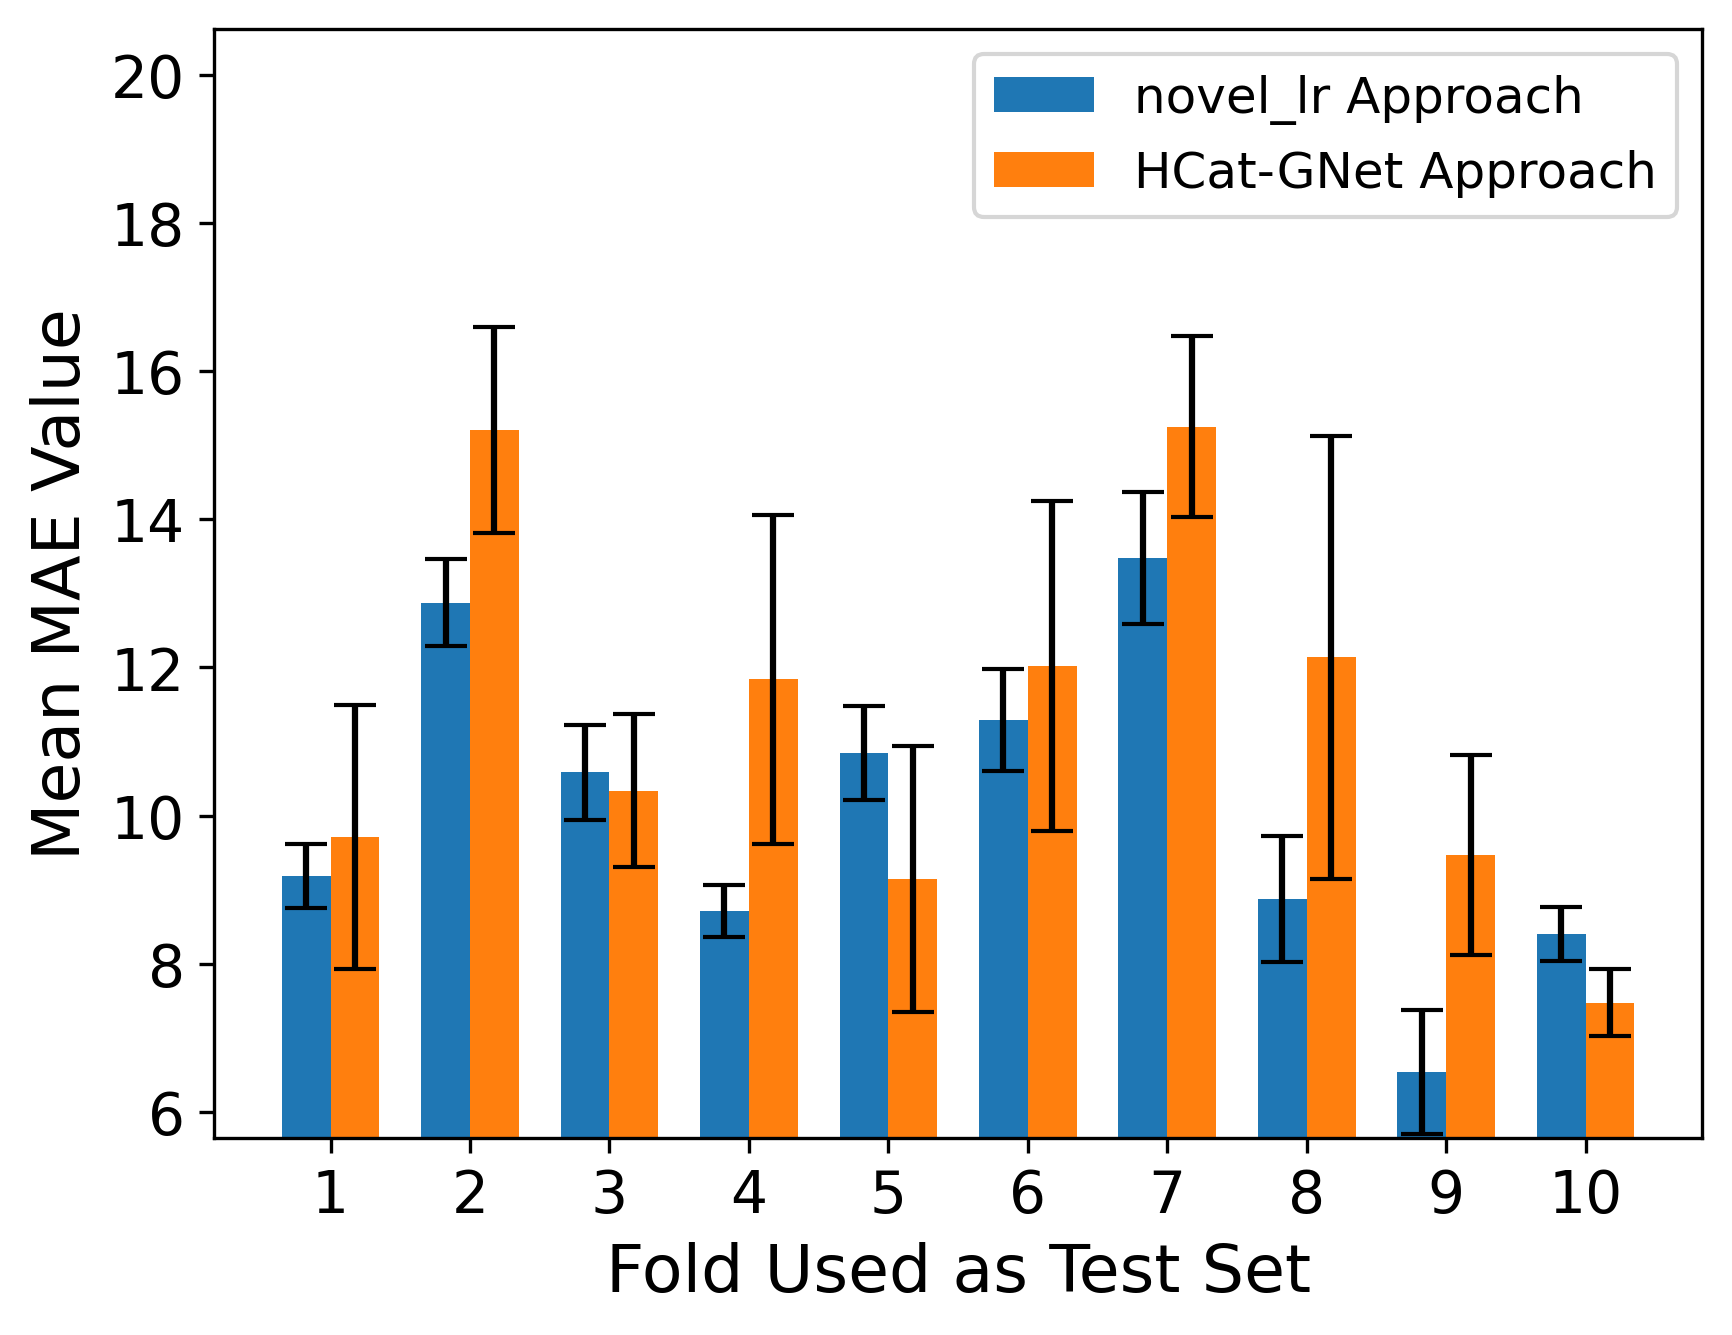 novel_lr Approach
HCat-GNet Approach
Mean MAE Value
20
18
16
14
12
10
8
6
1 2 3 4 5 6 7 8 9 10
Fold Used as Test Set